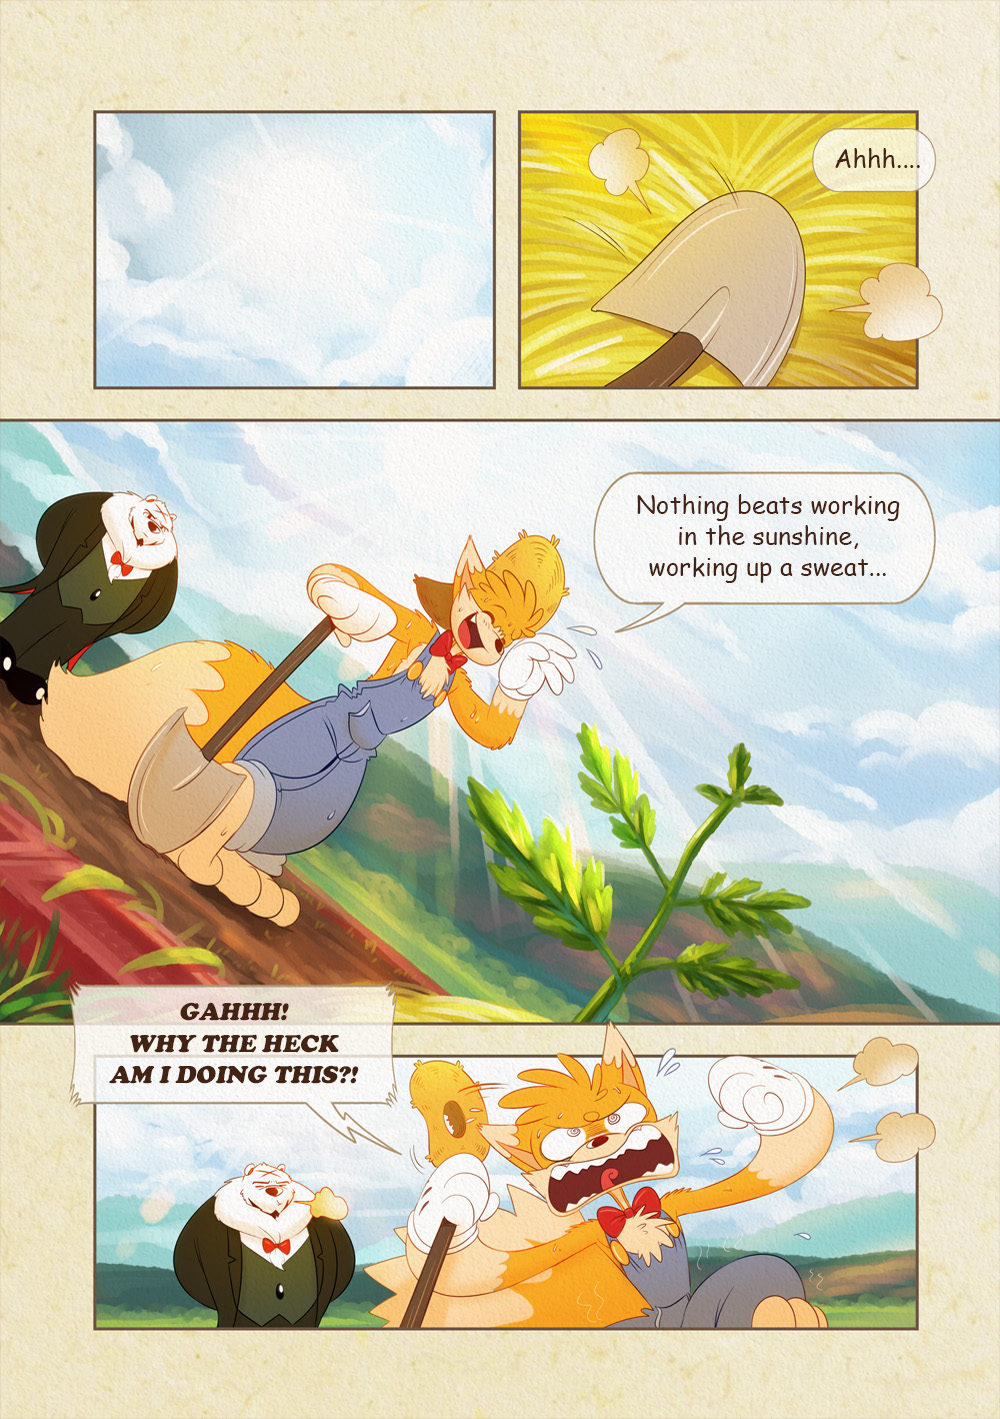 Ahhh....
Nothing beats working
in the sunshine,
working up a sweat...
GAHHH!
WHY THE HECK
AM I DOING THIS?!